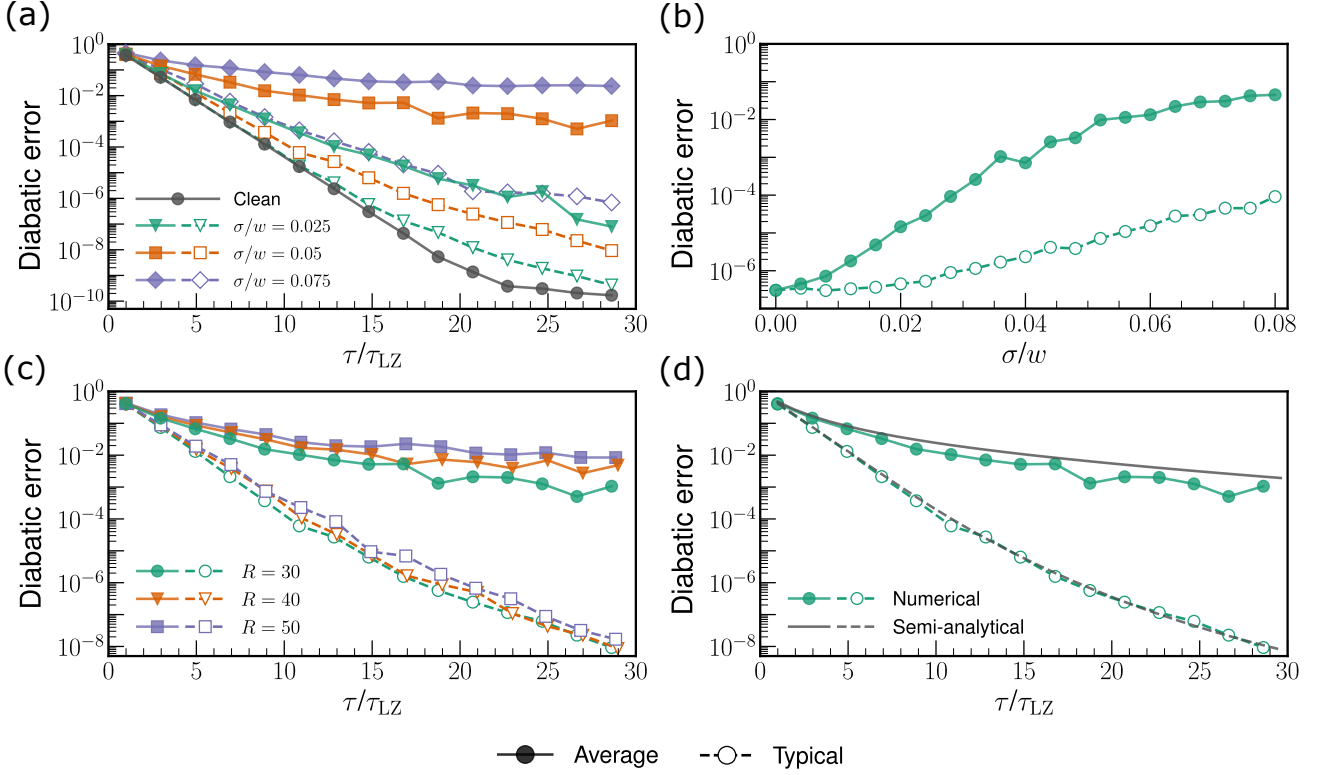 (a)
Diabatic error
10^0
10^-2
10^-4
10^-6
10^-8
10^-10
Clean
σ/w = 0.025
σ/w = 0.05
σ/w = 0.075
0 5 10 15 20 25 30
τ/τ_LZ
(b)
Diabatic error
10^0
10^-2
10^-4
10^-6
0.00 0.02 0.04 0.06 0.08
σ/w
(c)
Diabatic error
10^0
10^-2
10^-4
10^-6
10^-8
R = 30
R = 40
R = 50
0 5 10 15 20 25 30
τ/τ_LZ
(d)
Diabatic error
10^0
10^-2
10^-4
10^-6
10^-8
Numerical
Semi-analytical
0 5 10 15 20 25 30
τ/τ_LZ
Average Typical